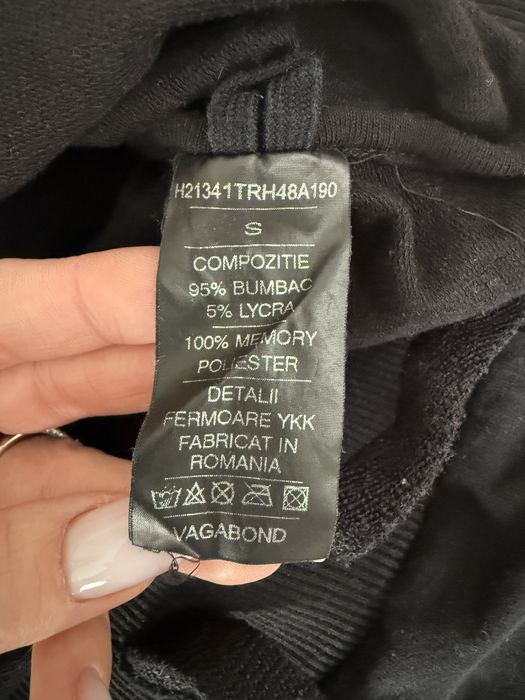 H21341TRH48A190
S
COMPOZITIE
95% BUMBAC
5% LYCRA
100% MEMORY
POLIESTER
DETALII
FERMOARE YKK
FABRICAT IN
ROMANIA
VAGABOND